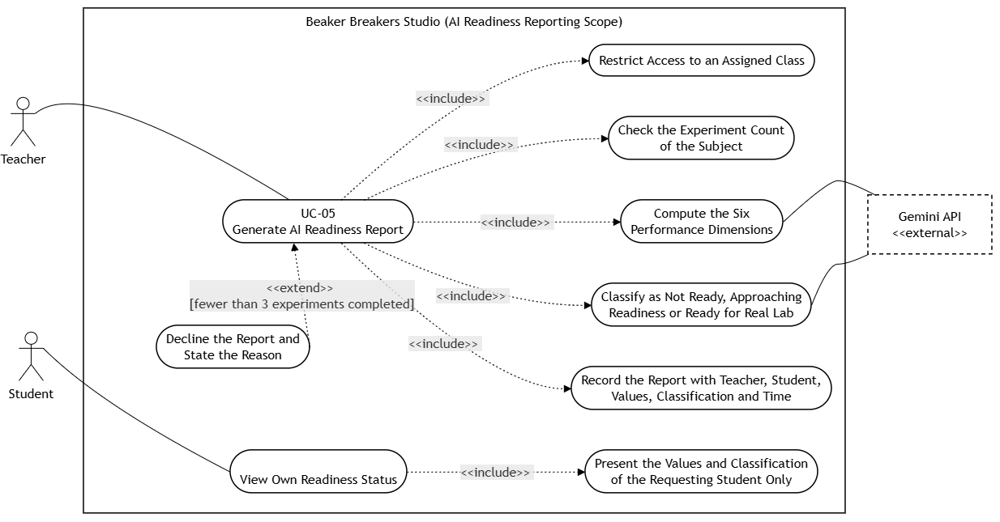 Beaker Breakers Studio (AI Readiness Reporting Scope)
Restrict Access to an Assigned Class
<<include>>
Teacher
Check the Experiment Count
of the Subject
<<include>>
UC-05
Generate AI Readiness Report
<<include>>
Compute the Six
Performance Dimensions
Gemini API
<<external>>
<<extend>>
[fewer than 3 experiments completed]
<<include>>
Classify as Not Ready, Approaching
Readiness or Ready for Real Lab
Decline the Report and
State the Reason
<<include>>
Student
Record the Report with Teacher, Student,
Values, Classification and Time
View Own Readiness Status
<<include>>
Present the Values and Classification
of the Requesting Student Only